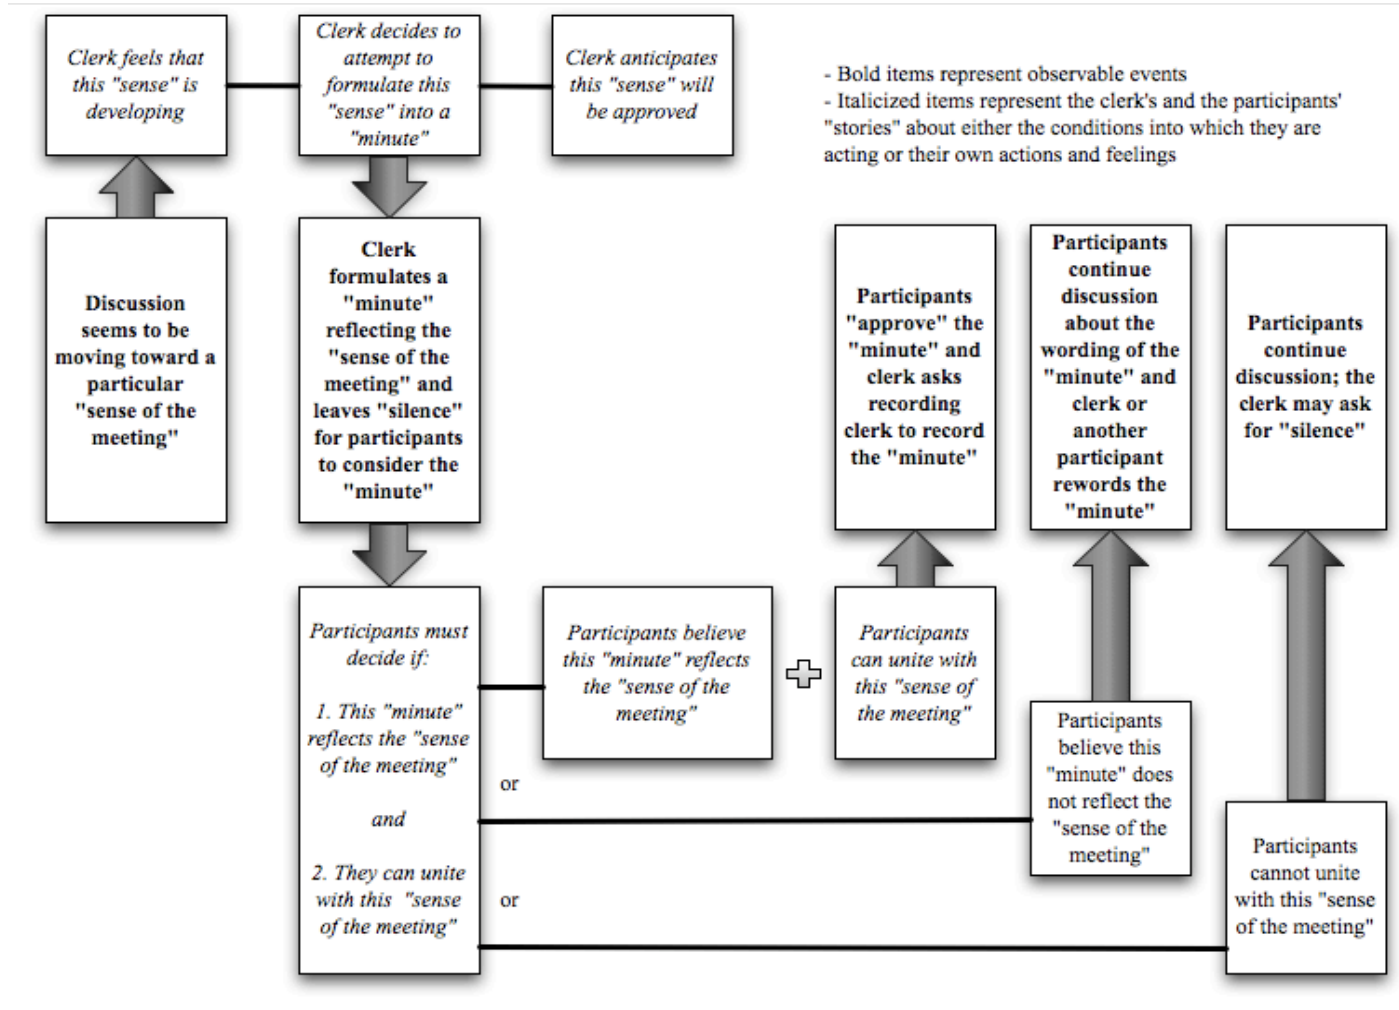 Clerk feels that
this "sense" is
developing
Clerk decides to
attempt to
formulate this
"sense" into a
"minute"
Clerk anticipates
this "sense" will
be approved
- Bold items represent observable events
- Italicized items represent the clerk's and the participants'
"stories" about either the conditions into which they are
acting or their own actions and feelings
Discussion
seems to be
moving toward a
particular
"sense of the
meeting"
Clerk
formulates a
"minute"
reflecting the
"sense of the
meeting" and
leaves "silence"
for participants
to consider the
"minute"
Participants
"approve" the
"minute" and
clerk asks
recording
clerk to record
the "minute"
Participants
continue
discussion
about the
wording of the
"minute" and
clerk or
another
participant
rewords the
"minute"
Participants
continue
discussion; the
clerk may ask
for "silence"
Participants must
decide if:
1. This "minute"
reflects the "sense
of the meeting"
and
2. They can unite
with this "sense
of the meeting"
Participants believe
this "minute" reflects
the "sense of the
meeting"
Participants
can unite with
this "sense of
the meeting"
or
Participants
believe this
"minute" does
not reflect the
"sense of the
meeting"
or
Participants
cannot unite
with this "sense
of the meeting"